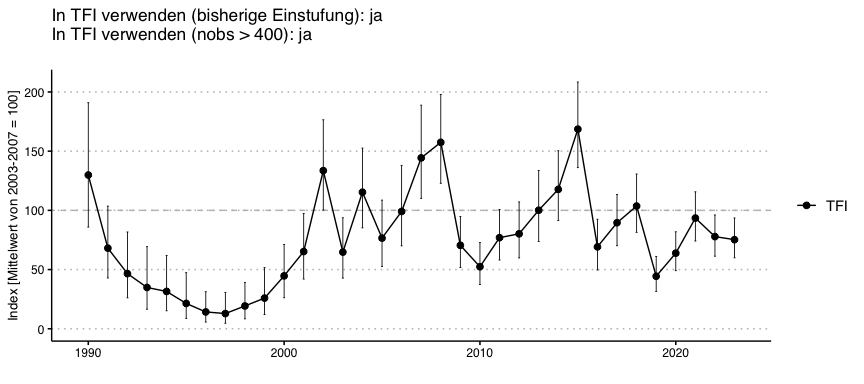 In TFI verwenden (bisherige Einstufung): ja
In TFI verwenden (nobs > 400): ja
Index [Mittelwert von 2003-2007 = 100]
200
150
100
50
0
1990
2000
2010
2020
TFI